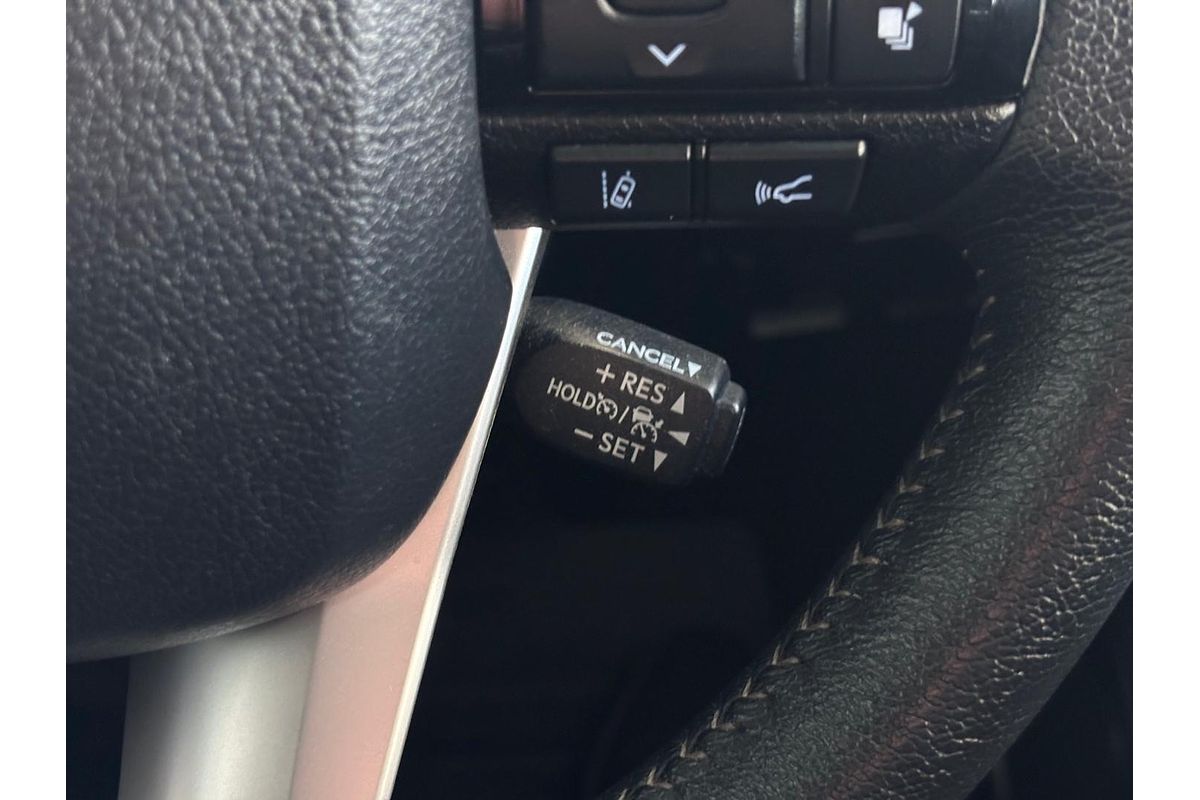 CANCEL▼
+ RES ▲
HOLD / ◀
− SET ▼